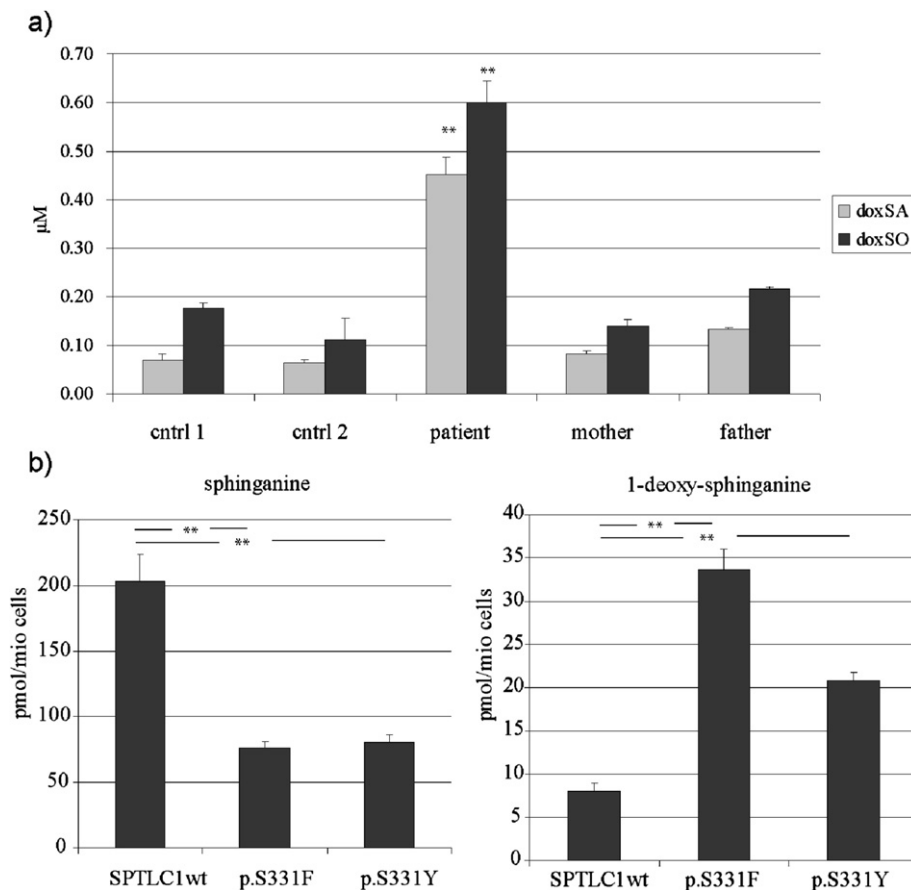 a)
0.70
0.60
0.50
0.40
0.30
0.20
0.10
0.00
µM
** **
doxSA
doxSO
cntrl 1 cntrl 2 patient mother father
b)
sphinganine
250
200
150
100
50
0
pmol/mio cells
**
**
SPTLC1wt p.S331F p.S331Y
1-deoxy-sphinganine
40
35
30
25
20
15
10
5
0
pmol/mio cells
**
**
SPTLC1wt p.S331F p.S331Y